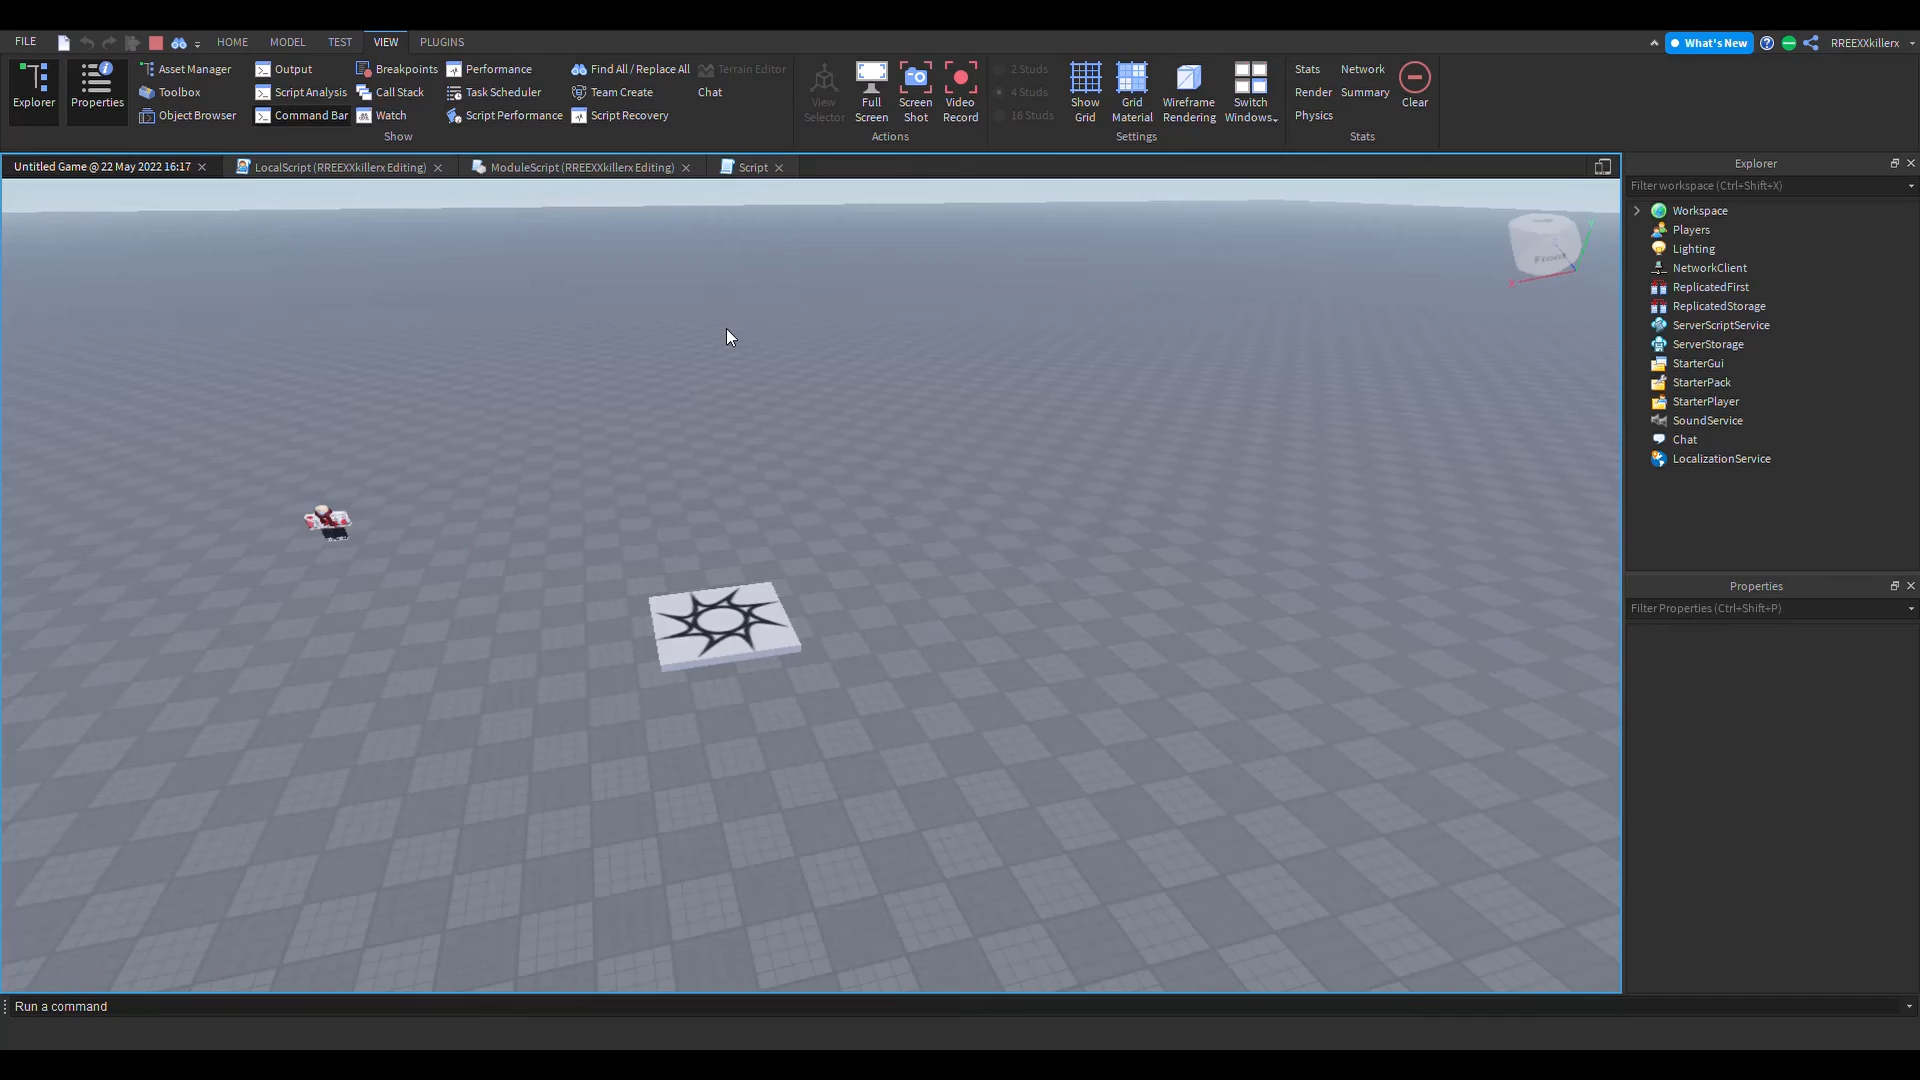 FILE HOME MODEL TEST VIEW PLUGINS What's New RREEXXkillerx
Explorer
Properties
Asset Manager
Toolbox
Object Browser
Output
Script Analysis
Command Bar
Breakpoints
Call Stack
Watch
Performance
Task Scheduler
Script Performance
Find All / Replace All
Team Create
Script Recovery
Terrain Editor
Chat
Show
View
Selector
Full
Screen
Screen
Shot
Video
Record
Actions
2 Studs
4 Studs
16 Studs
Show
Grid
Grid
Material
Wireframe
Rendering
Switch
Windows
Settings
Stats
Render
Physics
Network
Summary
Clear
Stats
Untitled Game @ 22 May 2022 16:17 LocalScript (RREEXXkillerx Editing) ModuleScript (RREEXXkillerx Editing) Script
Front
X
Y
Explorer
Filter workspace (Ctrl+Shift+X)
Workspace
Players
Lighting
NetworkClient
ReplicatedFirst
ReplicatedStorage
ServerScriptService
ServerStorage
StarterGui
StarterPack
StarterPlayer
SoundService
Chat
LocalizationService
Properties
Filter Properties (Ctrl+Shift+P)
Run a command